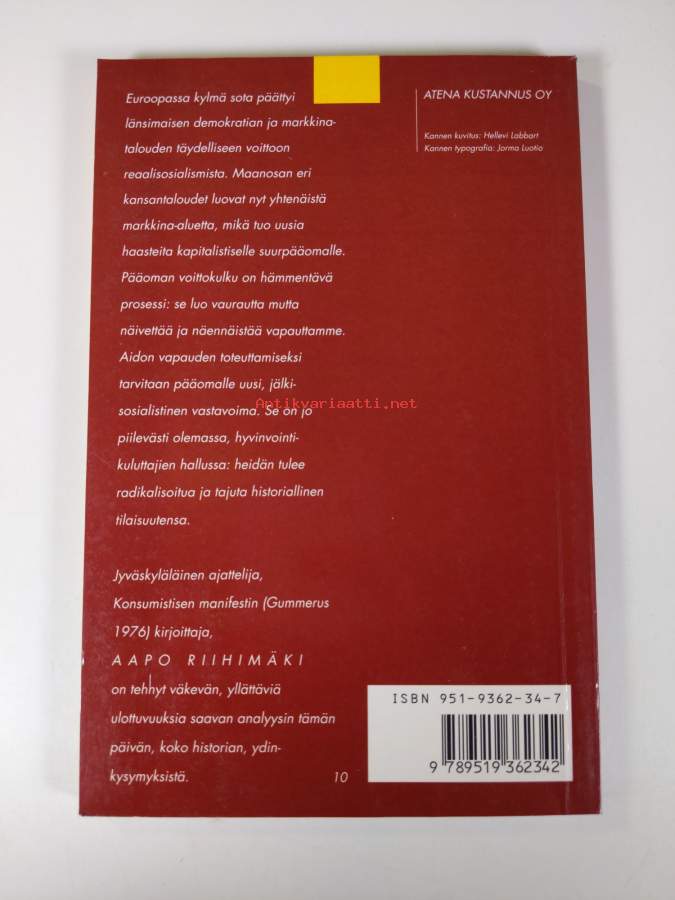 Euroopassa kylmä sota päättyi
länsimaisen demokratian ja markkina-
talouden täydelliseen voittoon
reaalisosialismista. Maanosan eri
kansantaloudet luovat nyt yhtenäistä
markkina-aluetta, mikä tuo uusia
haasteita kapitalistiselle suurpääomalle.
Pääoman voittokulku on hämmentävä
prosessi: se luo vaurautta mutta
näivettää ja näennäistää vapauttamme.
Aidon vapauden toteuttamiseksi
tarvitaan pääomalle uusi, jälki-
sosialistinen vastavoima. Se on jo
piilevästi olemassa, hyvinvointi-
kuluttajien hallussa: heidän tulee
radikalisoitua ja tajuta historiallinen
tilaisuutensa.
Jyväskyläläinen ajattelija,
Konsumistisen manifestin (Gummerus
1976) kirjoittaja,
AAPO RIIHIMÄKI
on tehnyt väkevän, yllättäviä
ulottuvuuksia saavan analyysin tämän
päivän, koko historian, ydin-
kysymyksistä.
10
ATENA KUSTANNUS OY
Kannen kuvitus: Hellevi Labbart
Kannen typografia: Jorma Luotio
Antikvariaatti.net
ISBN 951-9362-34-7
9 789519 362342